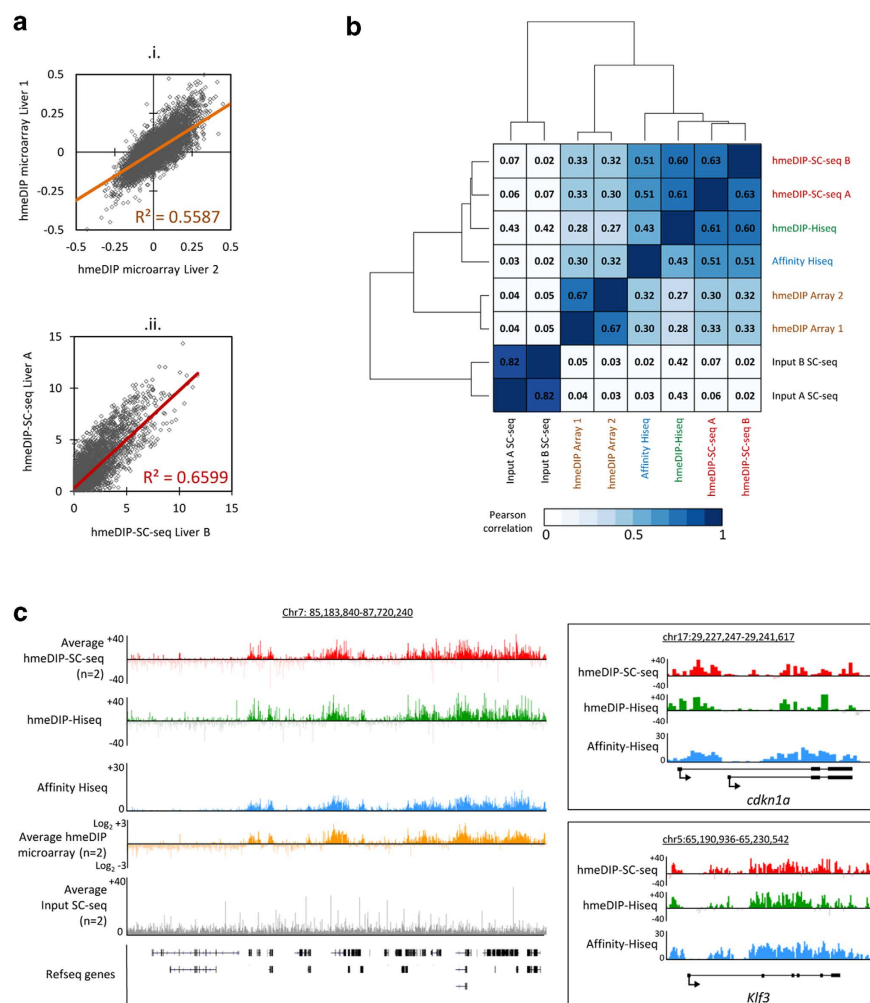 a
.i.
hmeDIP microarray Liver 1
0.5
0.25
0
-0.25
-0.5
R² = 0.5587
-0.5 -0.25 0 0.25 0.5
hmeDIP microarray Liver 2
.ii.
hmeDIP-SC-seq Liver A
15
10
5
0
R² = 0.6599
0 5 10 15
hmeDIP-SC-seq Liver B
b
0.07 0.02 0.33 0.32 0.51 0.60 0.63 hmeDIP-SC-seq B
0.06 0.07 0.33 0.30 0.51 0.61 0.63 hmeDIP-SC-seq A
0.43 0.42 0.28 0.27 0.43 0.61 0.60 hmeDIP-Hiseq
0.03 0.02 0.30 0.32 0.43 0.51 0.51 Affinity Hiseq
0.04 0.05 0.67 0.32 0.27 0.30 0.32 hmeDIP Array 2
0.04 0.05 0.67 0.30 0.28 0.33 0.33 hmeDIP Array 1
0.82 0.05 0.03 0.02 0.42 0.07 0.02 Input B SC-seq
0.82 0.04 0.03 0.03 0.43 0.06 0.02 Input A SC-seq
Input A SC-seq
Input B SC-seq
hmeDIP Array 1
hmeDIP Array 2
Affinity Hiseq
hmeDIP-Hiseq
hmeDIP-SC-seq A
hmeDIP-SC-seq B
Pearson
correlation
0 0.5 1
c
Chr7: 85,183,840-87,720,240
Average
hmeDIP-SC-seq
(n=2)
+40
-40
hmeDIP-Hiseq
+40
-40
Affinity Hiseq
+30
0
Average hmeDIP
microarray (n=2)
Log₂ +3
Log₂ -3
Average
Input SC-seq
(n=2)
+40
0
Refseq genes
chr17:29,227,247-29,241,617
hmeDIP-SC-seq
+40
-40
hmeDIP-Hiseq
+40
-40
Affinity-Hiseq
30
0
cdkn1a
chr5:65,190,936-65,230,542
hmeDIP-SC-seq
+40
-40
hmeDIP-Hiseq
+40
-40
Affinity-Hiseq
30
0
Klf3